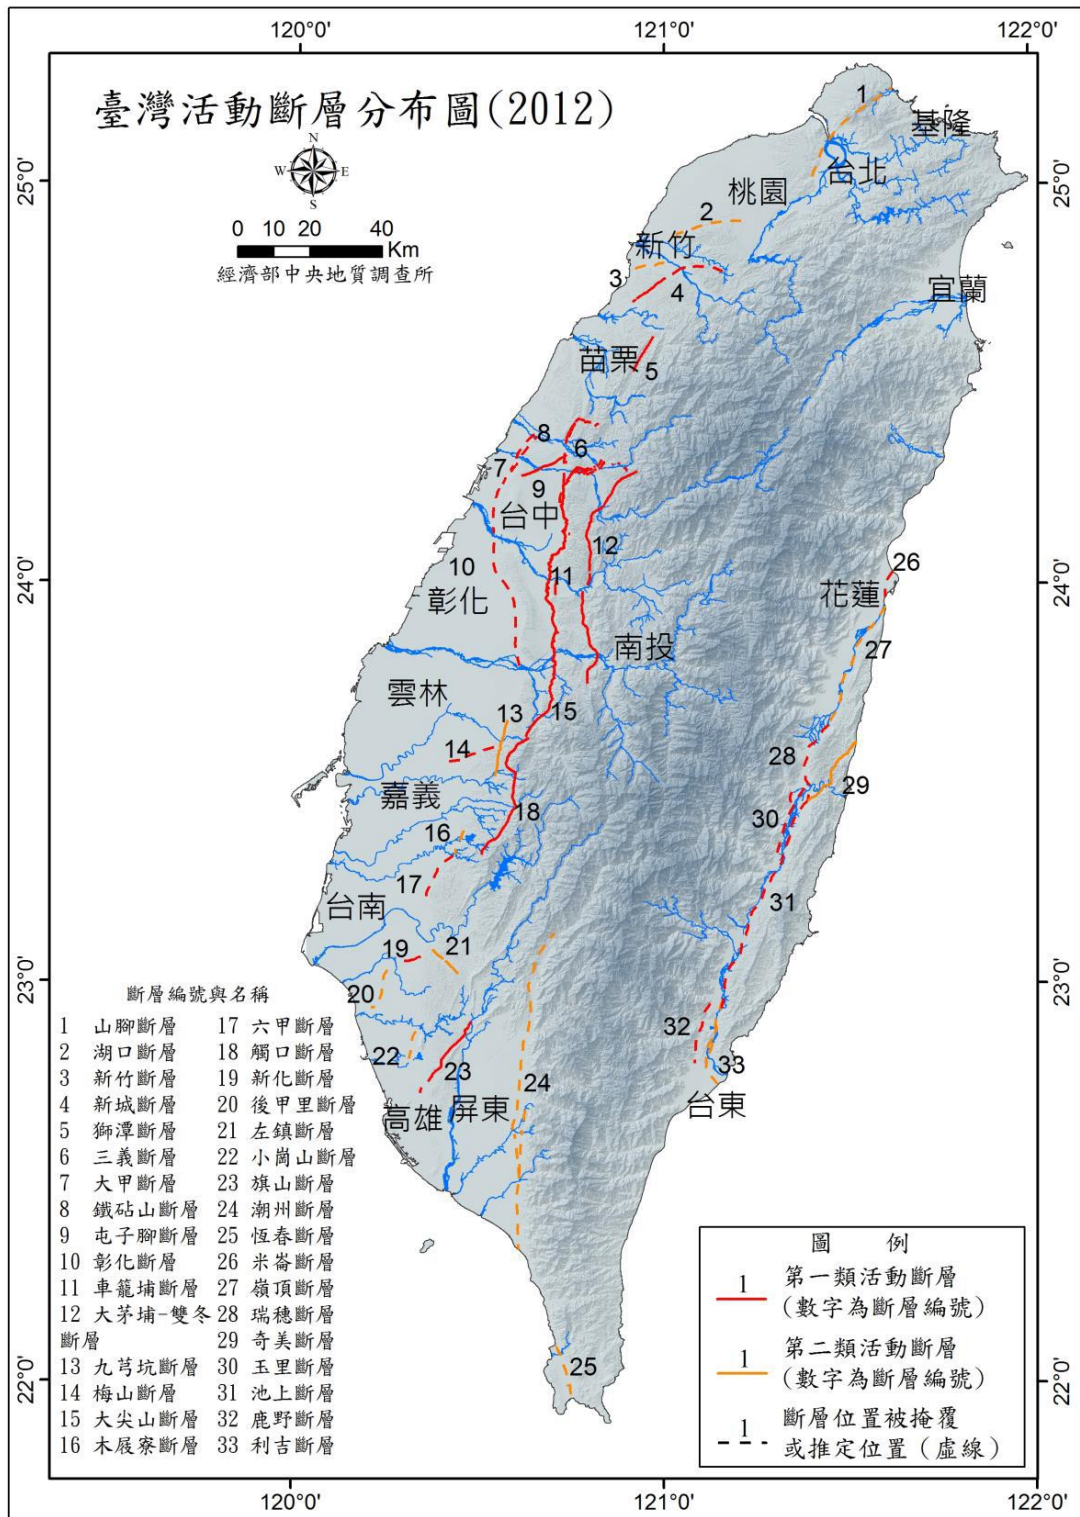 120°0' 121°0' 122°0'
臺灣活動斷層分布圖(2012)
N
W E
S
0 10 20 40
Km
經濟部中央地質調查所
25°0'
24°0'
23°0'
22°0'
25°0'
24°0'
23°0'
22°0'
1
基隆
台北
桃園
2
新竹
3
4
宜蘭
苗栗
5
8
6
7
9
台中
12
10
11
彰化
26
花蓮
27
南投
雲林
13
15
14
28
29
嘉義
18
30
16
17
31
台南
19
21
20
32
22
23
24
33
高雄
屏東
台東
25
斷層編號與名稱
1 山腳斷層
2 湖口斷層
3 新竹斷層
4 新城斷層
5 獅潭斷層
6 三義斷層
7 大甲斷層
8 鐵砧山斷層
9 屯子腳斷層
10 彰化斷層
11 車籠埔斷層
12 大茅埔-雙冬
斷層
13 九芎坑斷層
14 梅山斷層
15 大尖山斷層
16 木屐寮斷層
17 六甲斷層
18 觸口斷層
19 新化斷層
20 後甲里斷層
21 左鎮斷層
22 小崗山斷層
23 旗山斷層
24 潮州斷層
25 恆春斷層
26 米崙斷層
27 嶺頂斷層
28 瑞穗斷層
29 奇美斷層
30 玉里斷層
31 池上斷層
32 鹿野斷層
33 利吉斷層
圖 例
1 第一類活動斷層
(數字為斷層編號)
1 第二類活動斷層
(數字為斷層編號)
1 斷層位置被掩覆
或推定位置（虛線）
120°0' 121°0' 122°0'